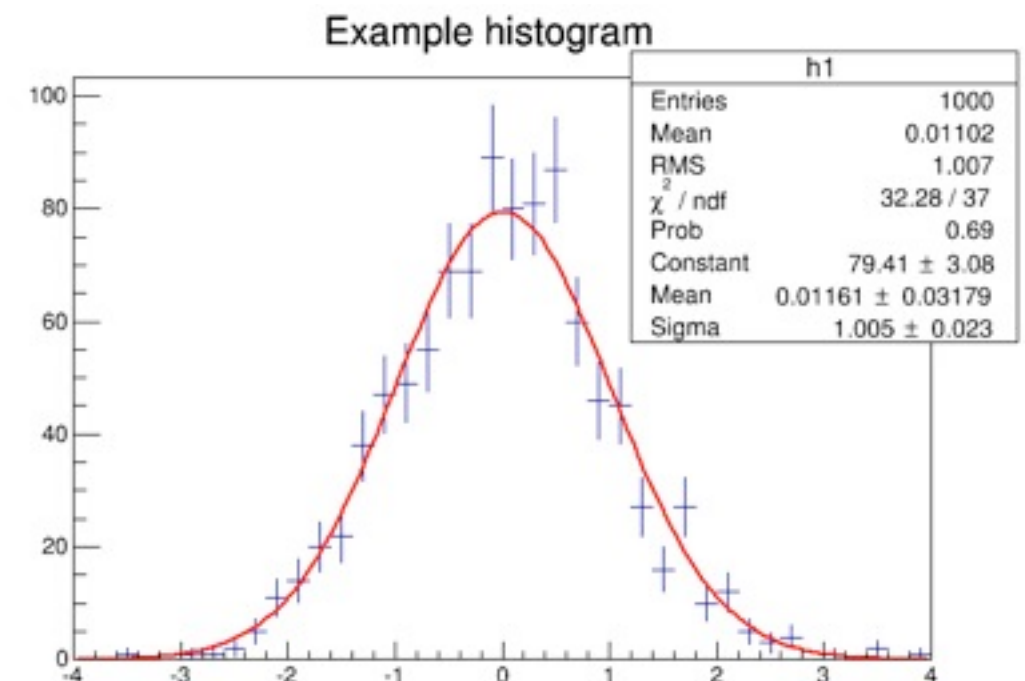 Example histogram
h1
Entries 1000
Mean 0.01102
RMS 1.007
χ² / ndf 32.28 / 37
Prob 0.69
Constant 79.41 ± 3.08
Mean 0.01161 ± 0.03179
Sigma 1.005 ± 0.023
100
80
60
40
20
0
-4 -3 -2 -1 0 1 2 3 4